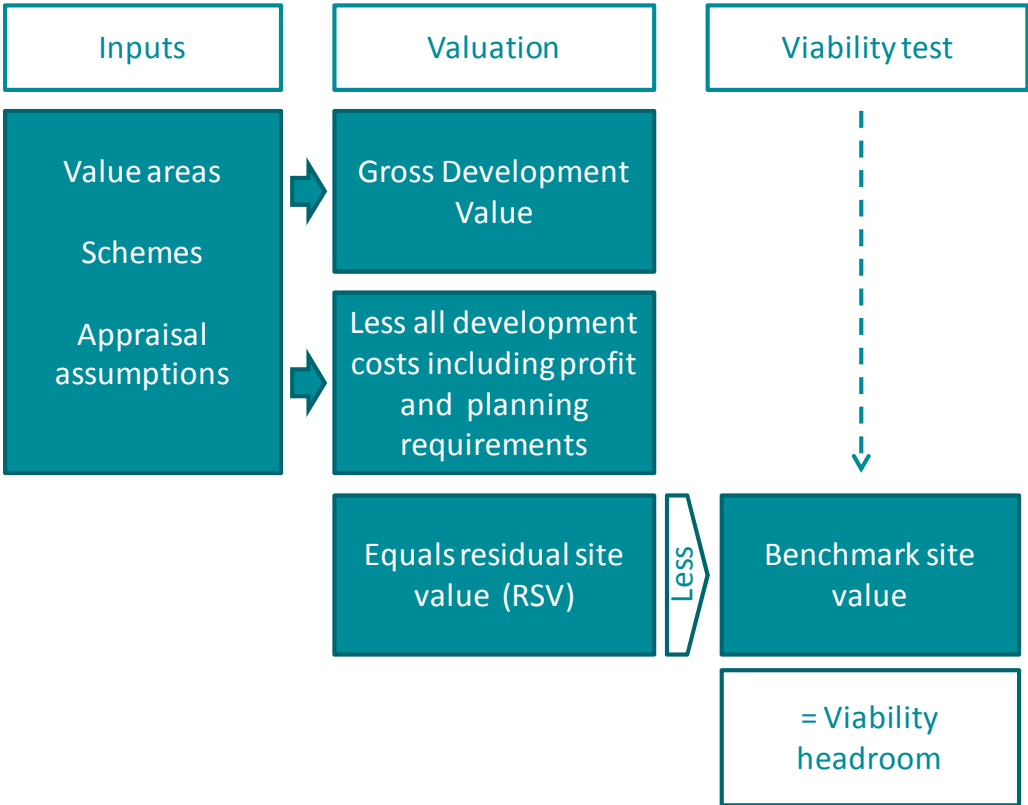 Inputs
Valuation
Viability test
Value areas
Schemes
Appraisal
assumptions
Gross Development
Value
Less all development
costs including profit
and planning
requirements
Equals residual site
value (RSV)
Less
Benchmark site
value
= Viability
headroom